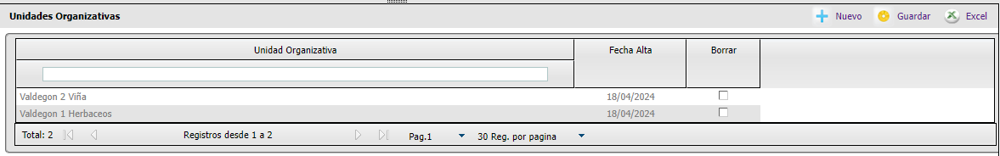 Unidades Organizativas Nuevo Guardar Excel
Unidad Organizativa Fecha Alta Borrar
Valdegon 2 Viña 18/04/2024
Valdegon 1 Herbaceos 18/04/2024
Total: 2 Registros desde 1 a 2 Pag.1 30 Reg. por pagina